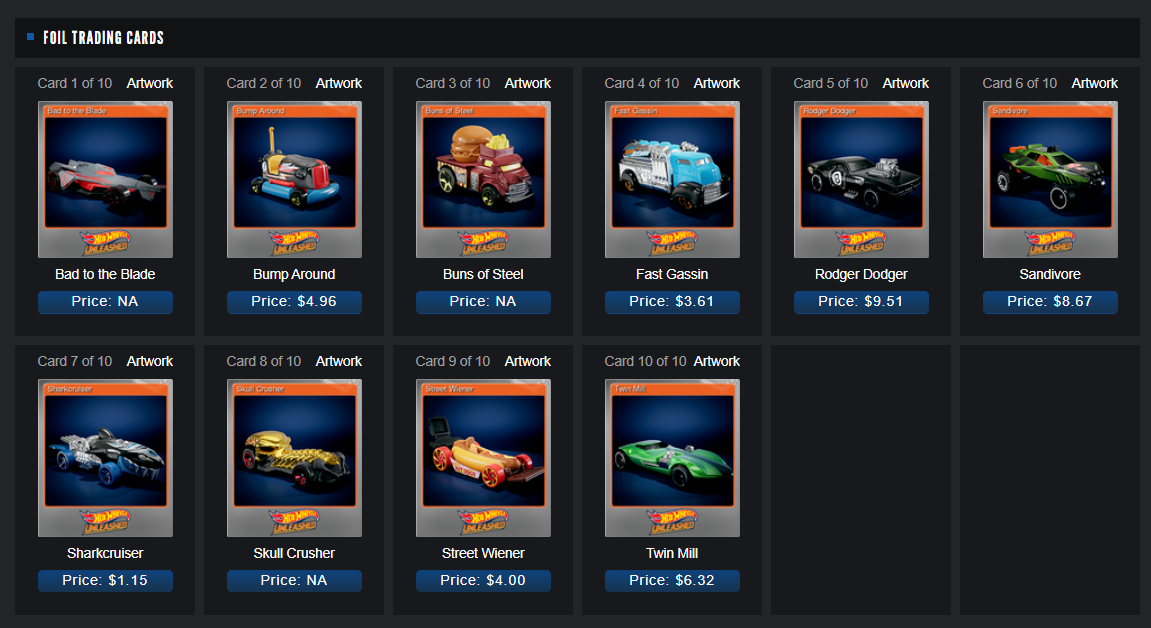 FOIL TRADING CARDS
Card 1 of 10 Artwork
Bad to the Blade
HOT WHEELS
UNLEASHED
Bad to the Blade
Price: NA
Card 2 of 10 Artwork
Bump Around
HOT WHEELS
UNLEASHED
Bump Around
Price: $4.96
Card 3 of 10 Artwork
Buns of Steel
HOT WHEELS
UNLEASHED
Buns of Steel
Price: NA
Card 4 of 10 Artwork
Fast Gassin
HOT WHEELS
UNLEASHED
Fast Gassin
Price: $3.61
Card 5 of 10 Artwork
Rodger Dodger
HOT WHEELS
UNLEASHED
Rodger Dodger
Price: $9.51
Card 6 of 10 Artwork
Sandivore
HOT WHEELS
UNLEASHED
Sandivore
Price: $8.67
Card 7 of 10 Artwork
Sharkcruiser
HOT WHEELS
UNLEASHED
Sharkcruiser
Price: $1.15
Card 8 of 10 Artwork
Skull Crusher
HOT WHEELS
UNLEASHED
Skull Crusher
Price: NA
Card 9 of 10 Artwork
Street Wiener
HOT WHEELS
UNLEASHED
Street Wiener
Price: $4.00
Card 10 of 10 Artwork
Twin Mill
HOT WHEELS
UNLEASHED
Twin Mill
Price: $6.32